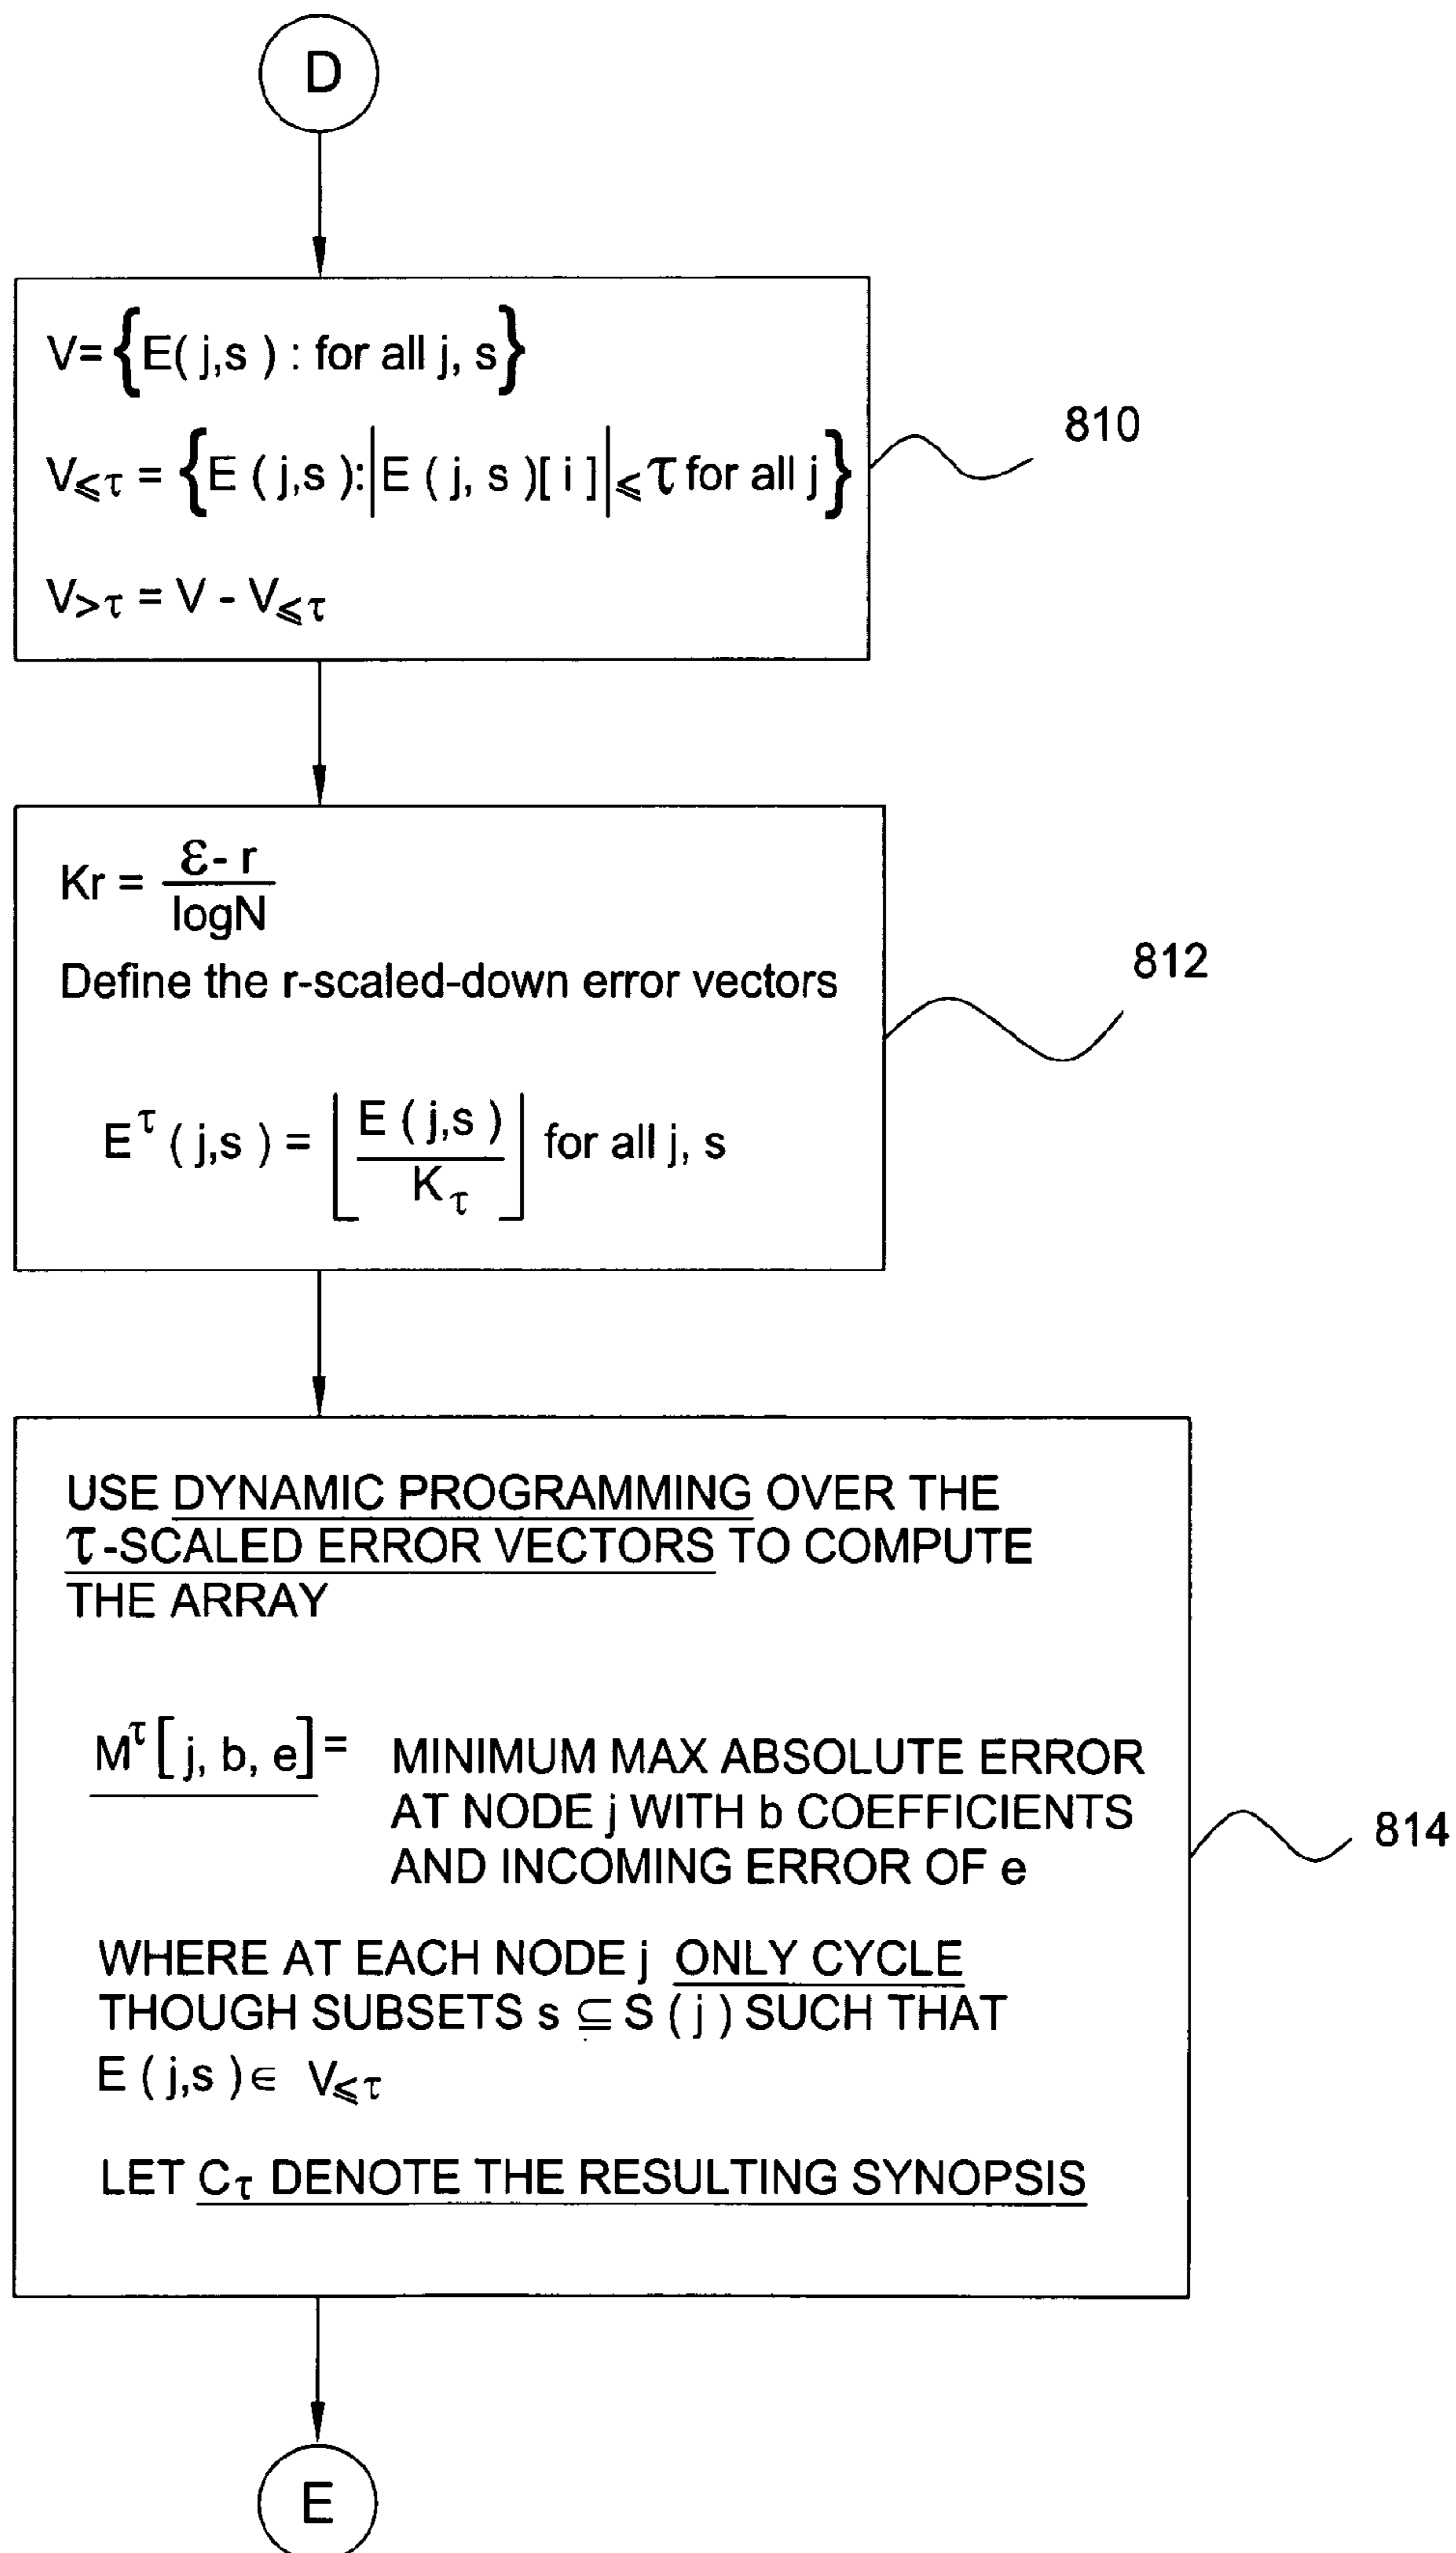 D
V= {E( j,s ) : for all j, s}
V⩽τ = {E ( j,s ):|E ( j, s )[ i ]|⩽ τ for all j}
V>τ = V - V⩽τ
810
Kr = ε- r / logN
Define the r-scaled-down error vectors
E^τ ( j,s ) = ⌊E ( j,s ) / Kτ⌋ for all j, s
812
USE DYNAMIC PROGRAMMING OVER THE
τ-SCALED ERROR VECTORS TO COMPUTE
THE ARRAY
M^τ[ j, b, e] = MINIMUM MAX ABSOLUTE ERROR
AT NODE j WITH b COEFFICIENTS
AND INCOMING ERROR OF e
814
WHERE AT EACH NODE j ONLY CYCLE
THOUGH SUBSETS s ⊆ S ( j ) SUCH THAT
E ( j,s )∈ V⩽τ
LET Cτ DENOTE THE RESULTING SYNOPSIS
E